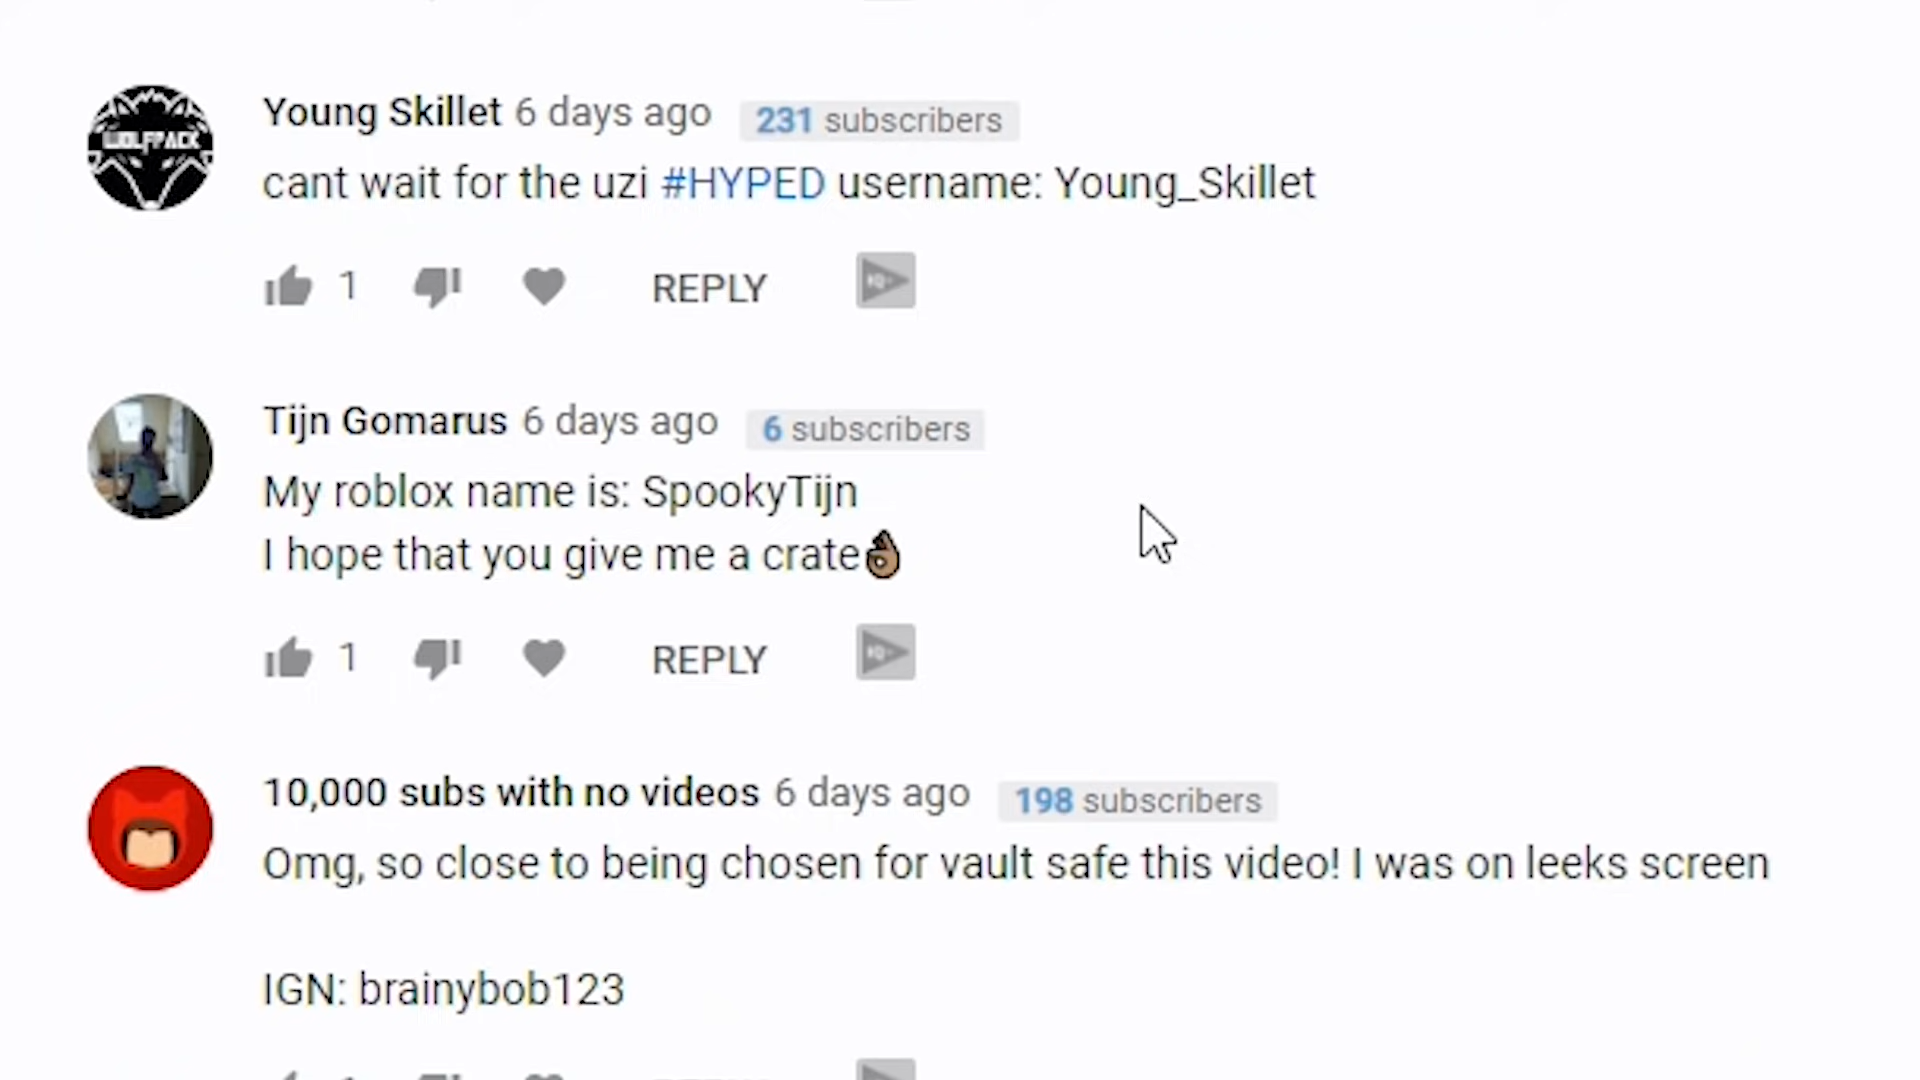 WOLFPACK
Young Skillet 6 days ago 231 subscribers
cant wait for the uzi #HYPED username: Young_Skillet
1 REPLY
Tijn Gomarus 6 days ago 6 subscribers
My roblox name is: SpookyTijn
I hope that you give me a crate👌🏾
1 REPLY
10,000 subs with no videos 6 days ago 198 subscribers
Omg, so close to being chosen for vault safe this video! I was on leeks screen
IGN: brainybob123